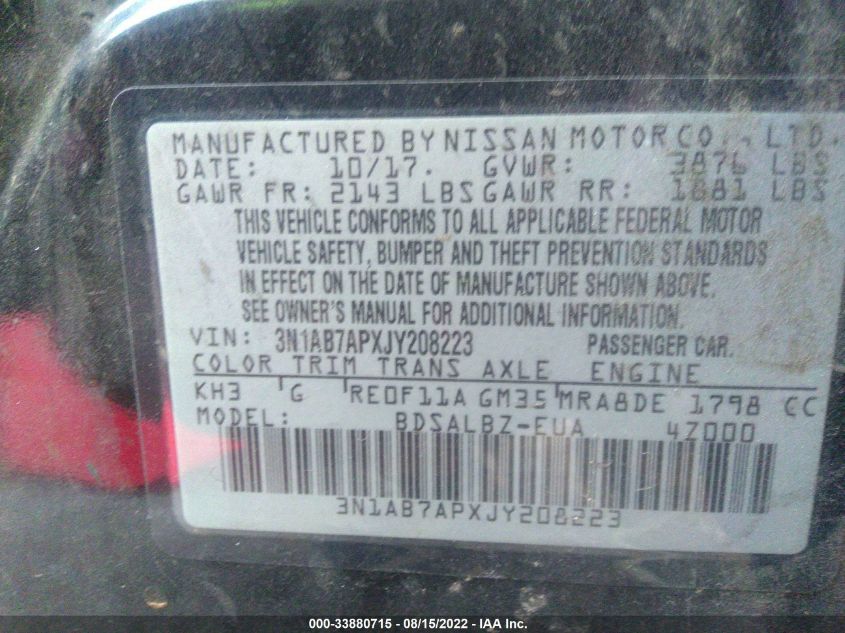 MANUFACTURED BY NISSAN MOTOR CO., LTD.
DATE: 10/17. GVWR: 3876 LBS
GAWR FR: 2143 LBS GAWR RR: 1881 LBS
THIS VEHICLE CONFORMS TO ALL APPLICABLE FEDERAL MOTOR
VEHICLE SAFETY, BUMPER AND THEFT PREVENTION STANDARDS
IN EFFECT ON THE DATE OF MANUFACTURE SHOWN ABOVE.
SEE OWNER'S MANUAL FOR ADDITIONAL INFORMATION.
VIN: 3N1AB7APXJY208223 PASSENGER CAR.
COLOR TRIM TRANS AXLE ENGINE
KH3 G RE0F11A GM35 MRA8DE 1798 CC
MODEL: BDSALBZ-EUA 4Z000
3N1AB7APXJY208223
000-33880715 - 08/15/2022 - IAA Inc.